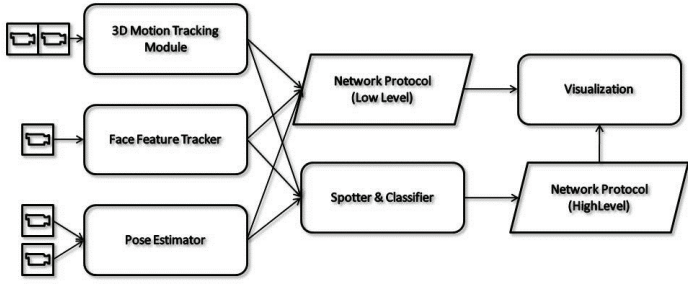 3D Motion Tracking
Module
Network Protocol
(Low Level)
Visualization
Face Feature Tracker
Spotter & Classifier
Network Protocol
(HighLevel)
Pose Estimator